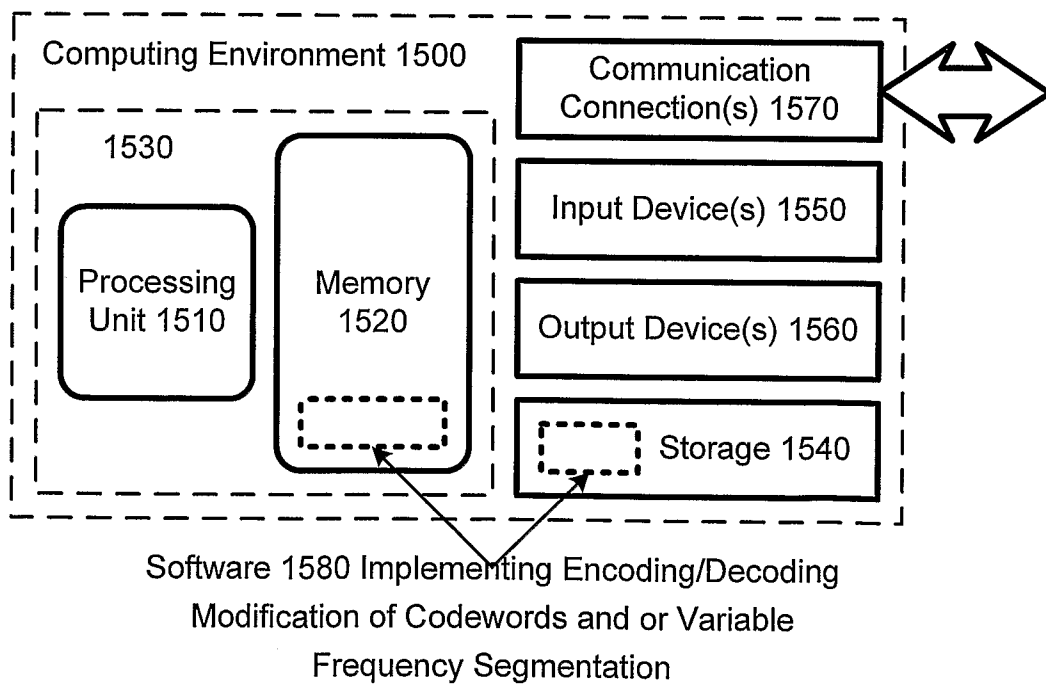 Computing Environment 1500
Communication
Connection(s) 1570
1530
Processing
Unit 1510
Memory
1520
Input Device(s) 1550
Output Device(s) 1560
Storage 1540
Software 1580 Implementing Encoding/Decoding
Modification of Codewords and or Variable
Frequency Segmentation